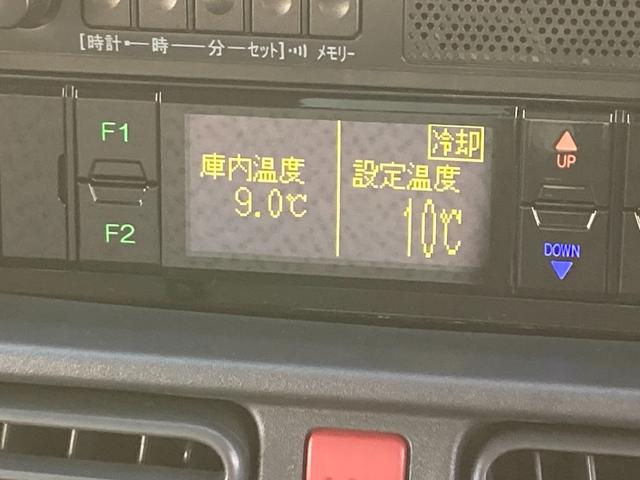 [時計 時 分 セット] メモリー
F1
F2
冷却
庫内温度
9.0℃
設定温度
10℃
UP
DOWN